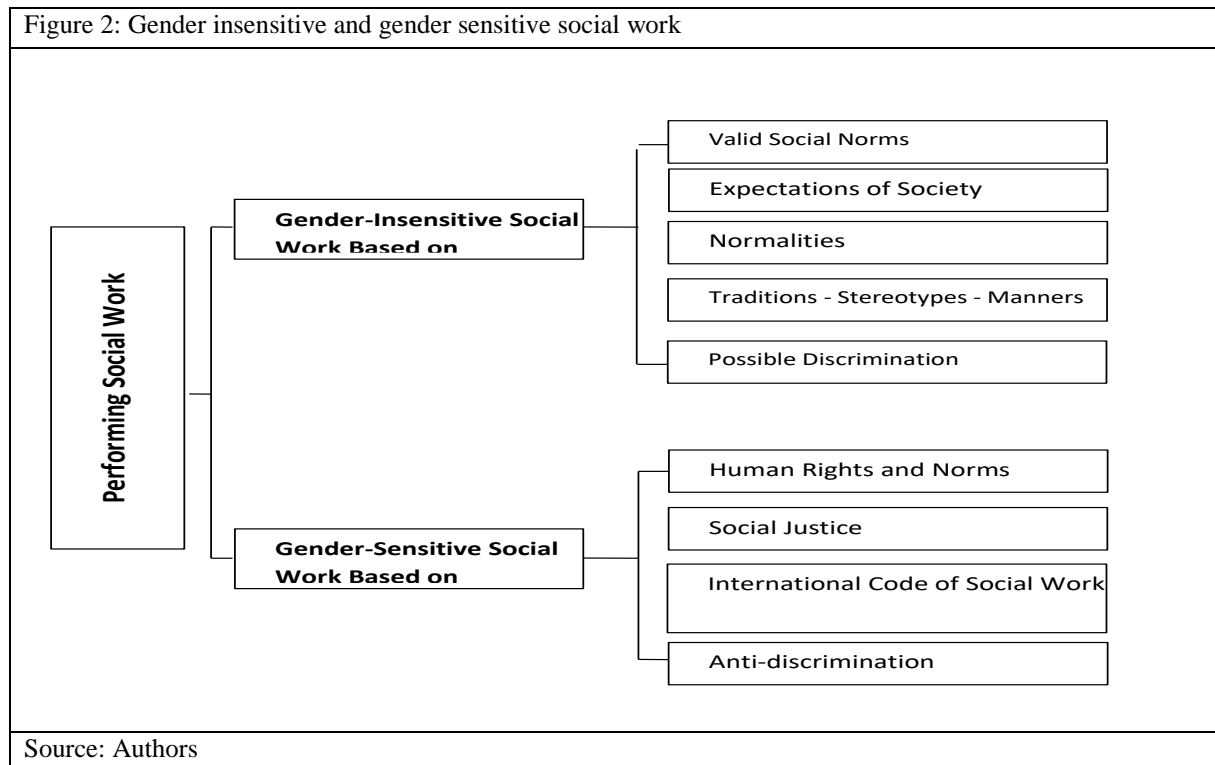 Figure 2: Gender insensitive and gender sensitive social work
Performing Social Work
Gender-Insensitive Social
Work Based on
Valid Social Norms
Expectations of Society
Normalities
Traditions - Stereotypes - Manners
Possible Discrimination
Gender-Sensitive Social
Work Based on
Human Rights and Norms
Social Justice
International Code of Social Work
Anti-discrimination
Source: Authors